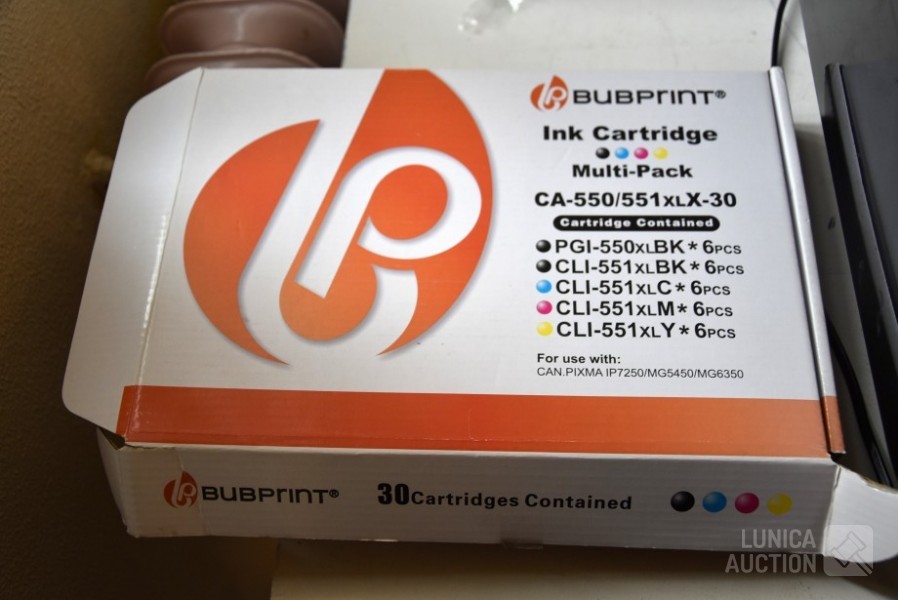 BUBPRINT®
Ink Cartridge
Multi-Pack
CA-550/551XLX-30
Cartridge Contained
PGI-550XLBK*6PCS
CLI-551XLBK*6PCS
CLI-551XLC*6PCS
CLI-551XLM*6PCS
CLI-551XLY*6PCS
For use with:
CAN.PIXMA IP7250/MG5450/MG6350
BUBPRINT® 30Cartridges Contained
LUNICA
AUCTION